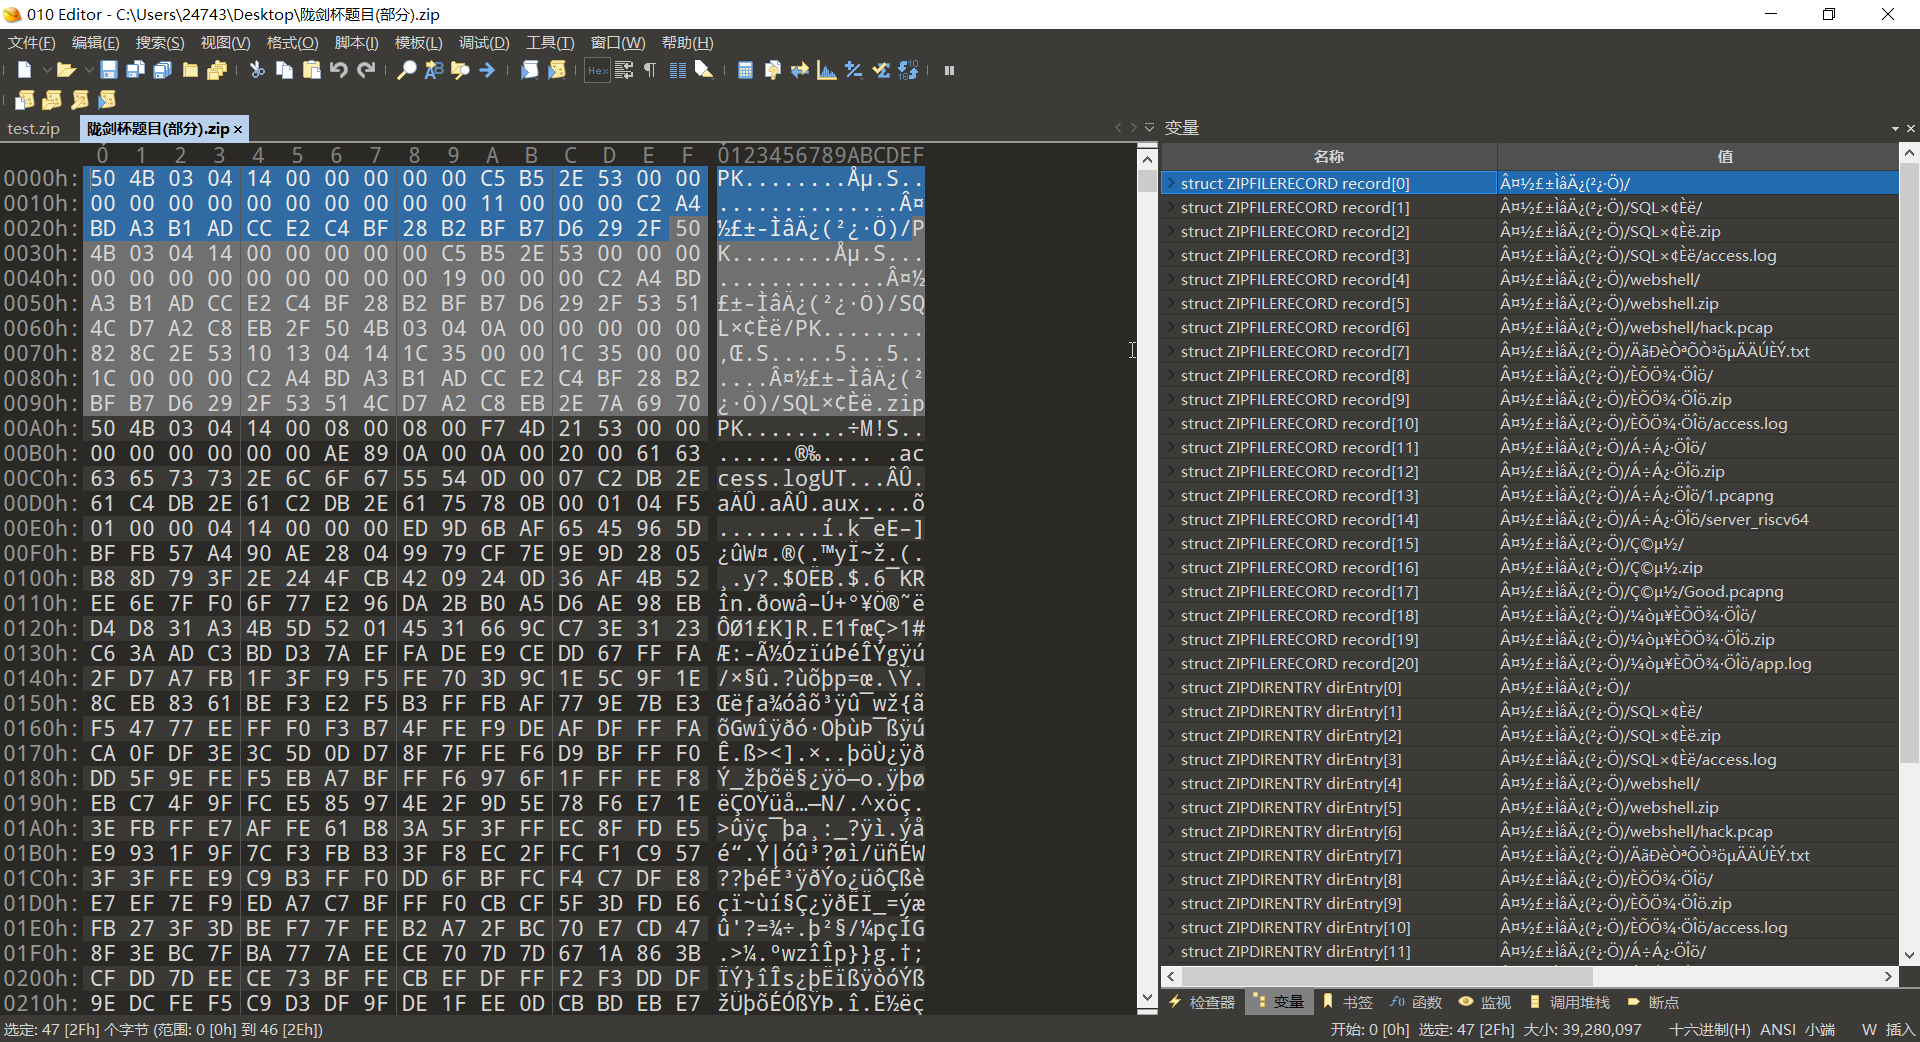 010 Editor - C:\Users\24743\Desktop\陇剑杯题目(部分).zip
文件(F) 编辑(E) 搜索(S) 视图(V) 格式(O) 脚本(I) 模板(L) 调试(D) 工具(T) 窗口(W) 帮助(H)
test.zip 陇剑杯题目(部分).zip ×
0 1 2 3 4 5 6 7 8 9 A B C D E F 0123456789ABCDEF
0000h: 50 4B 03 04 14 00 00 00 00 00 C5 B5 2E 53 00 00 PK........Åµ.S..
0010h: 00 00 00 00 00 00 00 00 11 00 00 00 C2 A4 ..............Â¤
0020h: BD A3 B1 AD CC E2 C4 BF 28 B2 BF B7 D6 29 2F 50 ½£±-ÌâÄ¿(²¿·Ö)/P
0030h: 4B 03 04 14 00 00 00 00 00 C5 B5 2E 53 00 00 00 K........Åµ.S...
0040h: 00 00 00 00 00 00 00 00 00 19 00 00 00 C2 A4 BD .............Â¤½
0050h: A3 B1 AD CC E2 C4 BF 28 B2 BF B7 D6 29 2F 53 51 £±-ÌâÄ¿(²¿·Ö)/SQ
0060h: 4C D7 A2 C8 EB 2F 50 4B 03 04 0A 00 00 00 00 00 L×¢Èë/PK........
0070h: 82 8C 2E 53 10 13 04 14 1C 35 00 00 1C 35 00 00 ‚Œ.S.....5...5..
0080h: 1C 00 00 00 C2 A4 BD A3 B1 AD CC E2 C4 BF 28 B2 ....Â¤½£±-ÌâÄ¿(²
0090h: BF B7 D6 29 2F 53 51 4C D7 A2 C8 EB 2E 7A 69 70 ¿·Ö)/SQL×¢Èë.zip
00A0h: 50 4B 03 04 14 00 08 00 08 00 F7 4D 21 53 00 00 PK........÷M!S..
00B0h: 00 00 00 00 00 00 AE 89 0A 00 0A 00 20 00 61 63 ......®‰.... .ac
00C0h: 63 65 73 73 2E 6C 6F 67 55 54 0D 00 07 C2 DB 2E cess.logUT...ÂÛ.
00D0h: 61 C4 DB 2E 61 C2 DB 2E 61 75 78 0B 00 01 04 F5 aÄÛ.aÂÛ.aux....õ
00E0h: 01 00 00 04 14 00 00 00 ED 9D 6B AF 65 45 96 5D ........í.k¯eE–]
00F0h: BF FB 57 A4 90 AE 28 04 99 79 CF 7E 9E 9D 28 05 ¿ûW¤.®(.™yÏ~ž.(.
0100h: B8 8D 79 3F 2E 24 4F CB 42 09 24 0D 36 AF 4B 52 ¸.y?.$OËB.$.6¯KR
0110h: EE 6E 7F F0 6F 77 E2 96 DA 2B B0 A5 D6 AE 98 EB în.ðowâ–Ú+°¥Ö®˜ë
0120h: D4 D8 31 A3 4B 5D 52 01 45 31 66 9C C7 3E 31 23 ÔØ1£K]R.E1fœÇ>1#
0130h: C6 3A AD C3 BD D3 7A EF FA DE E9 CE DD 67 FF FA Æ:-Ã½ÓzïúÞéÎÝgÿú
0140h: 2F D7 A7 FB 1F 3F F9 F5 FE 70 3D 9C 1E 5C 9F 1E /×§û.?ùõþp=œ.\Ÿ.
0150h: 8C EB 83 61 BE F3 E2 F5 B3 FF FB AF 77 9E 7B E3 Œëƒa¾óâõ³ÿû¯wž{ã
0160h: F5 47 77 EE FF F0 F3 B7 4F FE F9 DE AF DF FF FA õGwîÿðó·OþùÞ¯ßÿú
0170h: CA 0F DF 3E 3C 5D 0D D7 8F 7F FE F6 D9 BF FF F0 Ê.ß><].×..þöÙ¿ÿð
0180h: DD 5F 9E FE F5 EB A7 BF FF F6 97 6F 1F FF FE F8 Ý_žþõë§¿ÿö—o.ÿþø
0190h: EB C7 4F 9F FC E5 85 97 4E 2F 9D 5E 78 F6 E7 1E ëÇOŸüå…—N/.^xöç.
01A0h: 3E FB FF E7 AF FE 61 B8 3A 5F 3F FF EC 8F FD E5 >ûÿç¯þa¸:_?ÿì.ýå
01B0h: E9 93 1F 9F 7C F3 FB B3 3F F8 EC 2F FC F1 C9 57 é“.Ÿ|óû³?øì/üñÉW
01C0h: 3F 3F FE E9 C9 B3 FF F0 DD 6F BF FC F4 C7 DF E8 ??þéÉ³ÿðÝo¿üôÇßè
01D0h: E7 EF 7E F9 ED A7 C7 BF FF F0 CB CF 5F 3D FD E6 çï~ùí§Ç¿ÿðËÏ_=ýæ
01E0h: FB 27 3F 3D BE F7 7F FE B2 A7 2F BC 70 E7 CD 47 û'?=¾÷.þ²§/¼pçÍG
01F0h: 8F 3E BC 7F BA 77 7A EE CE 70 7D 7D 67 1A 86 3B .>¼.ºwzîÎp}}g.†;
0200h: CF DD 7D EE CE 73 BF FE CB EF DF FF F2 F3 DD DF ÏÝ}îÎs¿þËïßÿòóÝß
0210h: 9E DC FE F5 C9 D3 DF 9F DE 1F EE 0D CB BD EB E7 žÜþõÉÓßŸÞ.î.Ë½ëç
变量
名称 值
struct ZIPFILERECORD record[0] Â¤½£±­ÌâÄ¿(²¿·Ö)/
struct ZIPFILERECORD record[1] Â¤½£±­ÌâÄ¿(²¿·Ö)/SQL×¢Èë/
struct ZIPFILERECORD record[2] Â¤½£±­ÌâÄ¿(²¿·Ö)/SQL×¢Èë.zip
struct ZIPFILERECORD record[3] Â¤½£±­ÌâÄ¿(²¿·Ö)/SQL×¢Èë/access.log
struct ZIPFILERECORD record[4] Â¤½£±­ÌâÄ¿(²¿·Ö)/webshell/
struct ZIPFILERECORD record[5] Â¤½£±­ÌâÄ¿(²¿·Ö)/webshell.zip
struct ZIPFILERECORD record[6] Â¤½£±­ÌâÄ¿(²¿·Ö)/webshell/hack.pcap
struct ZIPFILERECORD record[7] Â¤½£±­ÌâÄ¿(²¿·Ö)/ÄãÐèÒªÕÒ³öµÄÄÚÈÝ.txt
struct ZIPFILERECORD record[8] Â¤½£±­ÌâÄ¿(²¿·Ö)/ÈÕÖ¾·ÖÎö/
struct ZIPFILERECORD record[9] Â¤½£±­ÌâÄ¿(²¿·Ö)/ÈÕÖ¾·ÖÎö.zip
struct ZIPFILERECORD record[10] Â¤½£±­ÌâÄ¿(²¿·Ö)/ÈÕÖ¾·ÖÎö/access.log
struct ZIPFILERECORD record[11] Â¤½£±­ÌâÄ¿(²¿·Ö)/Á÷Á¿·ÖÎö/
struct ZIPFILERECORD record[12] Â¤½£±­ÌâÄ¿(²¿·Ö)/Á÷Á¿·ÖÎö.zip
struct ZIPFILERECORD record[13] Â¤½£±­ÌâÄ¿(²¿·Ö)/Á÷Á¿·ÖÎö/1.pcapng
struct ZIPFILERECORD record[14] Â¤½£±­ÌâÄ¿(²¿·Ö)/Á÷Á¿·ÖÎö/server_riscv64
struct ZIPFILERECORD record[15] Â¤½£±­ÌâÄ¿(²¿·Ö)/Ç©µ½/
struct ZIPFILERECORD record[16] Â¤½£±­ÌâÄ¿(²¿·Ö)/Ç©µ½.zip
struct ZIPFILERECORD record[17] Â¤½£±­ÌâÄ¿(²¿·Ö)/Ç©µ½/Good.pcapng
struct ZIPFILERECORD record[18] Â¤½£±­ÌâÄ¿(²¿·Ö)/¼òµ¥ÈÕÖ¾·ÖÎö/
struct ZIPFILERECORD record[19] Â¤½£±­ÌâÄ¿(²¿·Ö)/¼òµ¥ÈÕÖ¾·ÖÎö.zip
struct ZIPFILERECORD record[20] Â¤½£±­ÌâÄ¿(²¿·Ö)/¼òµ¥ÈÕÖ¾·ÖÎö/app.log
struct ZIPDIRENTRY dirEntry[0] Â¤½£±­ÌâÄ¿(²¿·Ö)/
struct ZIPDIRENTRY dirEntry[1] Â¤½£±­ÌâÄ¿(²¿·Ö)/SQL×¢Èë/
struct ZIPDIRENTRY dirEntry[2] Â¤½£±­ÌâÄ¿(²¿·Ö)/SQL×¢Èë.zip
struct ZIPDIRENTRY dirEntry[3] Â¤½£±­ÌâÄ¿(²¿·Ö)/SQL×¢Èë/access.log
struct ZIPDIRENTRY dirEntry[4] Â¤½£±­ÌâÄ¿(²¿·Ö)/webshell/
struct ZIPDIRENTRY dirEntry[5] Â¤½£±­ÌâÄ¿(²¿·Ö)/webshell.zip
struct ZIPDIRENTRY dirEntry[6] Â¤½£±­ÌâÄ¿(²¿·Ö)/webshell/hack.pcap
struct ZIPDIRENTRY dirEntry[7] Â¤½£±­ÌâÄ¿(²¿·Ö)/ÄãÐèÒªÕÒ³öµÄÄÚÈÝ.txt
struct ZIPDIRENTRY dirEntry[8] Â¤½£±­ÌâÄ¿(²¿·Ö)/ÈÕÖ¾·ÖÎö/
struct ZIPDIRENTRY dirEntry[9] Â¤½£±­ÌâÄ¿(²¿·Ö)/ÈÕÖ¾·ÖÎö.zip
struct ZIPDIRENTRY dirEntry[10] Â¤½£±­ÌâÄ¿(²¿·Ö)/ÈÕÖ¾·ÖÎö/access.log
struct ZIPDIRENTRY dirEntry[11] Â¤½£±­ÌâÄ¿(²¿·Ö)/Á÷Á¿·ÖÎö/
检查器 变量 书签 函数 监视 调用堆栈 断点
选定: 47 [2Fh] 个字节 (范围: 0 [0h] 到 46 [2Eh]) 开始: 0 [0h] 选定: 47 [2Fh] 大小: 39,280,097 十六进制(H) ANSI 小端 W 插入